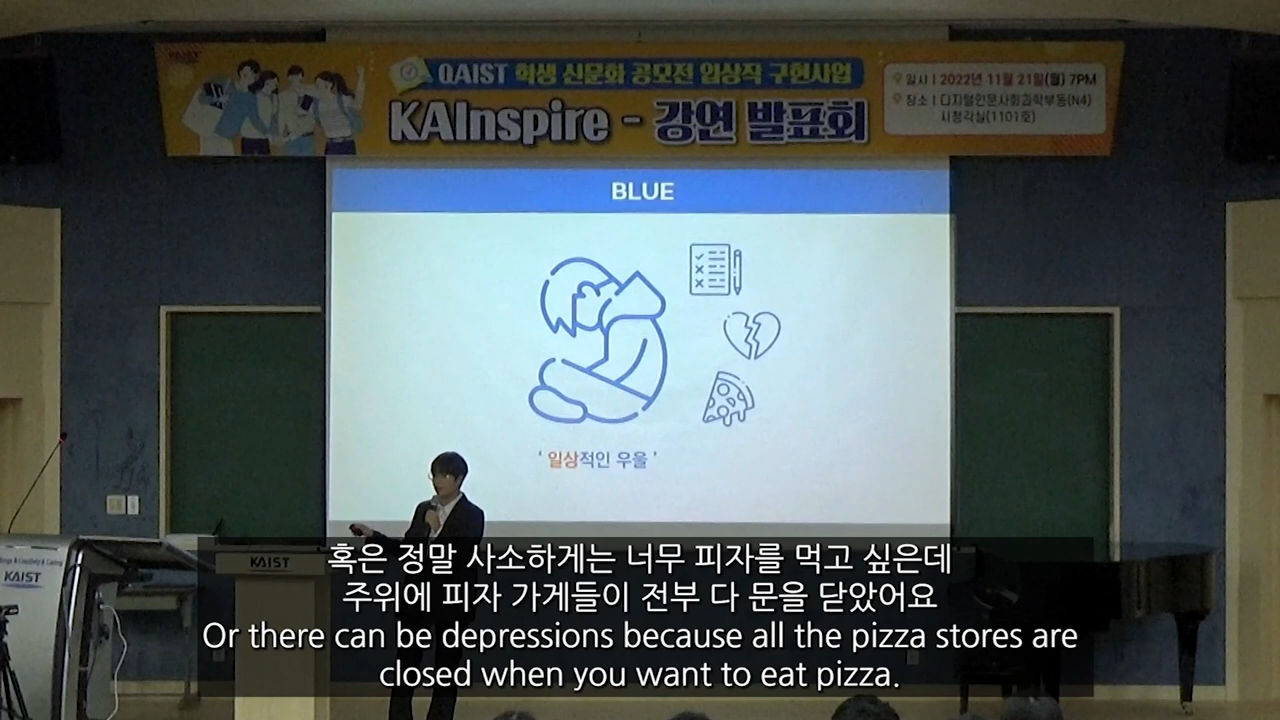 KAIST
QAIST 학생 신문화 공모전 입상작 구현사업
KAInspire - 강연 발표회
일시 | 2022년 11월 21일(월) 7PM
장소 | 디지털인문사회과학부동(N4)
시청각실(1101호)
BLUE
' 일상적인 우울 '
KAIST
KAIST
혹은 정말 사소하게는 너무 피자를 먹고 싶은데
주위에 피자 가게들이 전부 다 문을 닫았어요
Or there can be depressions because all the pizza stores are
closed when you want to eat pizza.